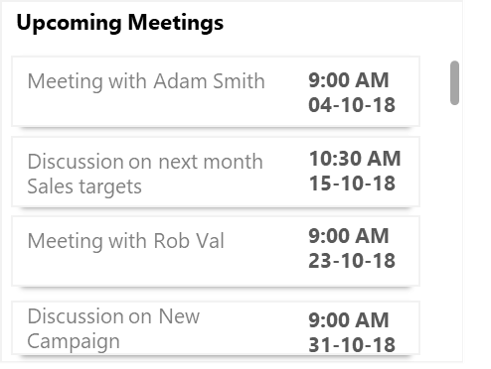 Upcoming Meetings
Meeting with Adam Smith
9:00 AM
04-10-18
Discussion on next month
Sales targets
10:30 AM
15-10-18
Meeting with Rob Val
9:00 AM
23-10-18
Discussion on New
Campaign
9:00 AM
31-10-18